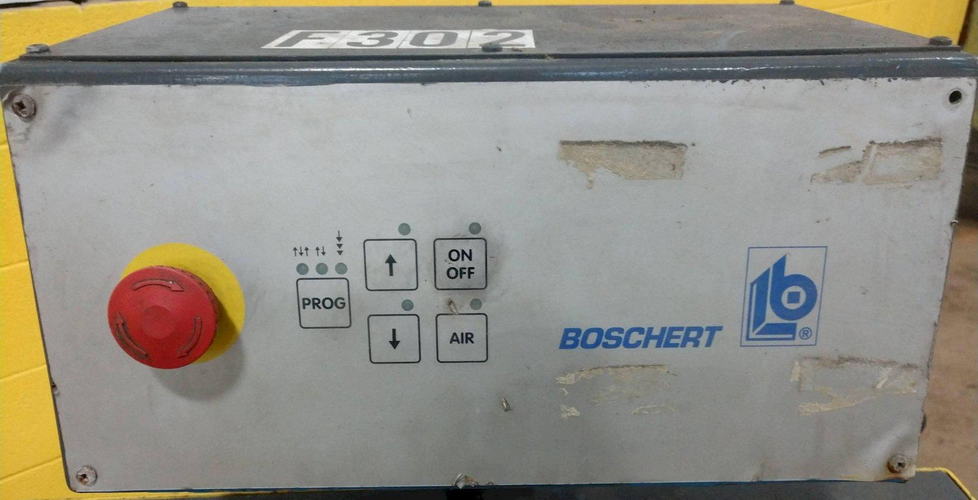 F302
↑↓↑ ↑↓
PROG
↑
ON
OFF
↓
AIR
BOSCHERT
b ®